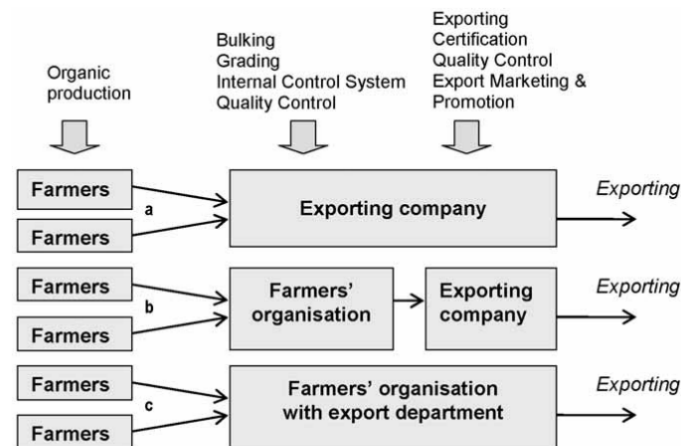 Organic
production
Bulking
Grading
Internal Control System
Quality Control
Exporting
Certification
Quality Control
Export Marketing &
Promotion
Farmers
a
Farmers
Exporting company
Exporting
Farmers
b
Farmers
Farmers'
organisation
Exporting
company
Exporting
Farmers
c
Farmers
Farmers' organisation
with export department
Exporting